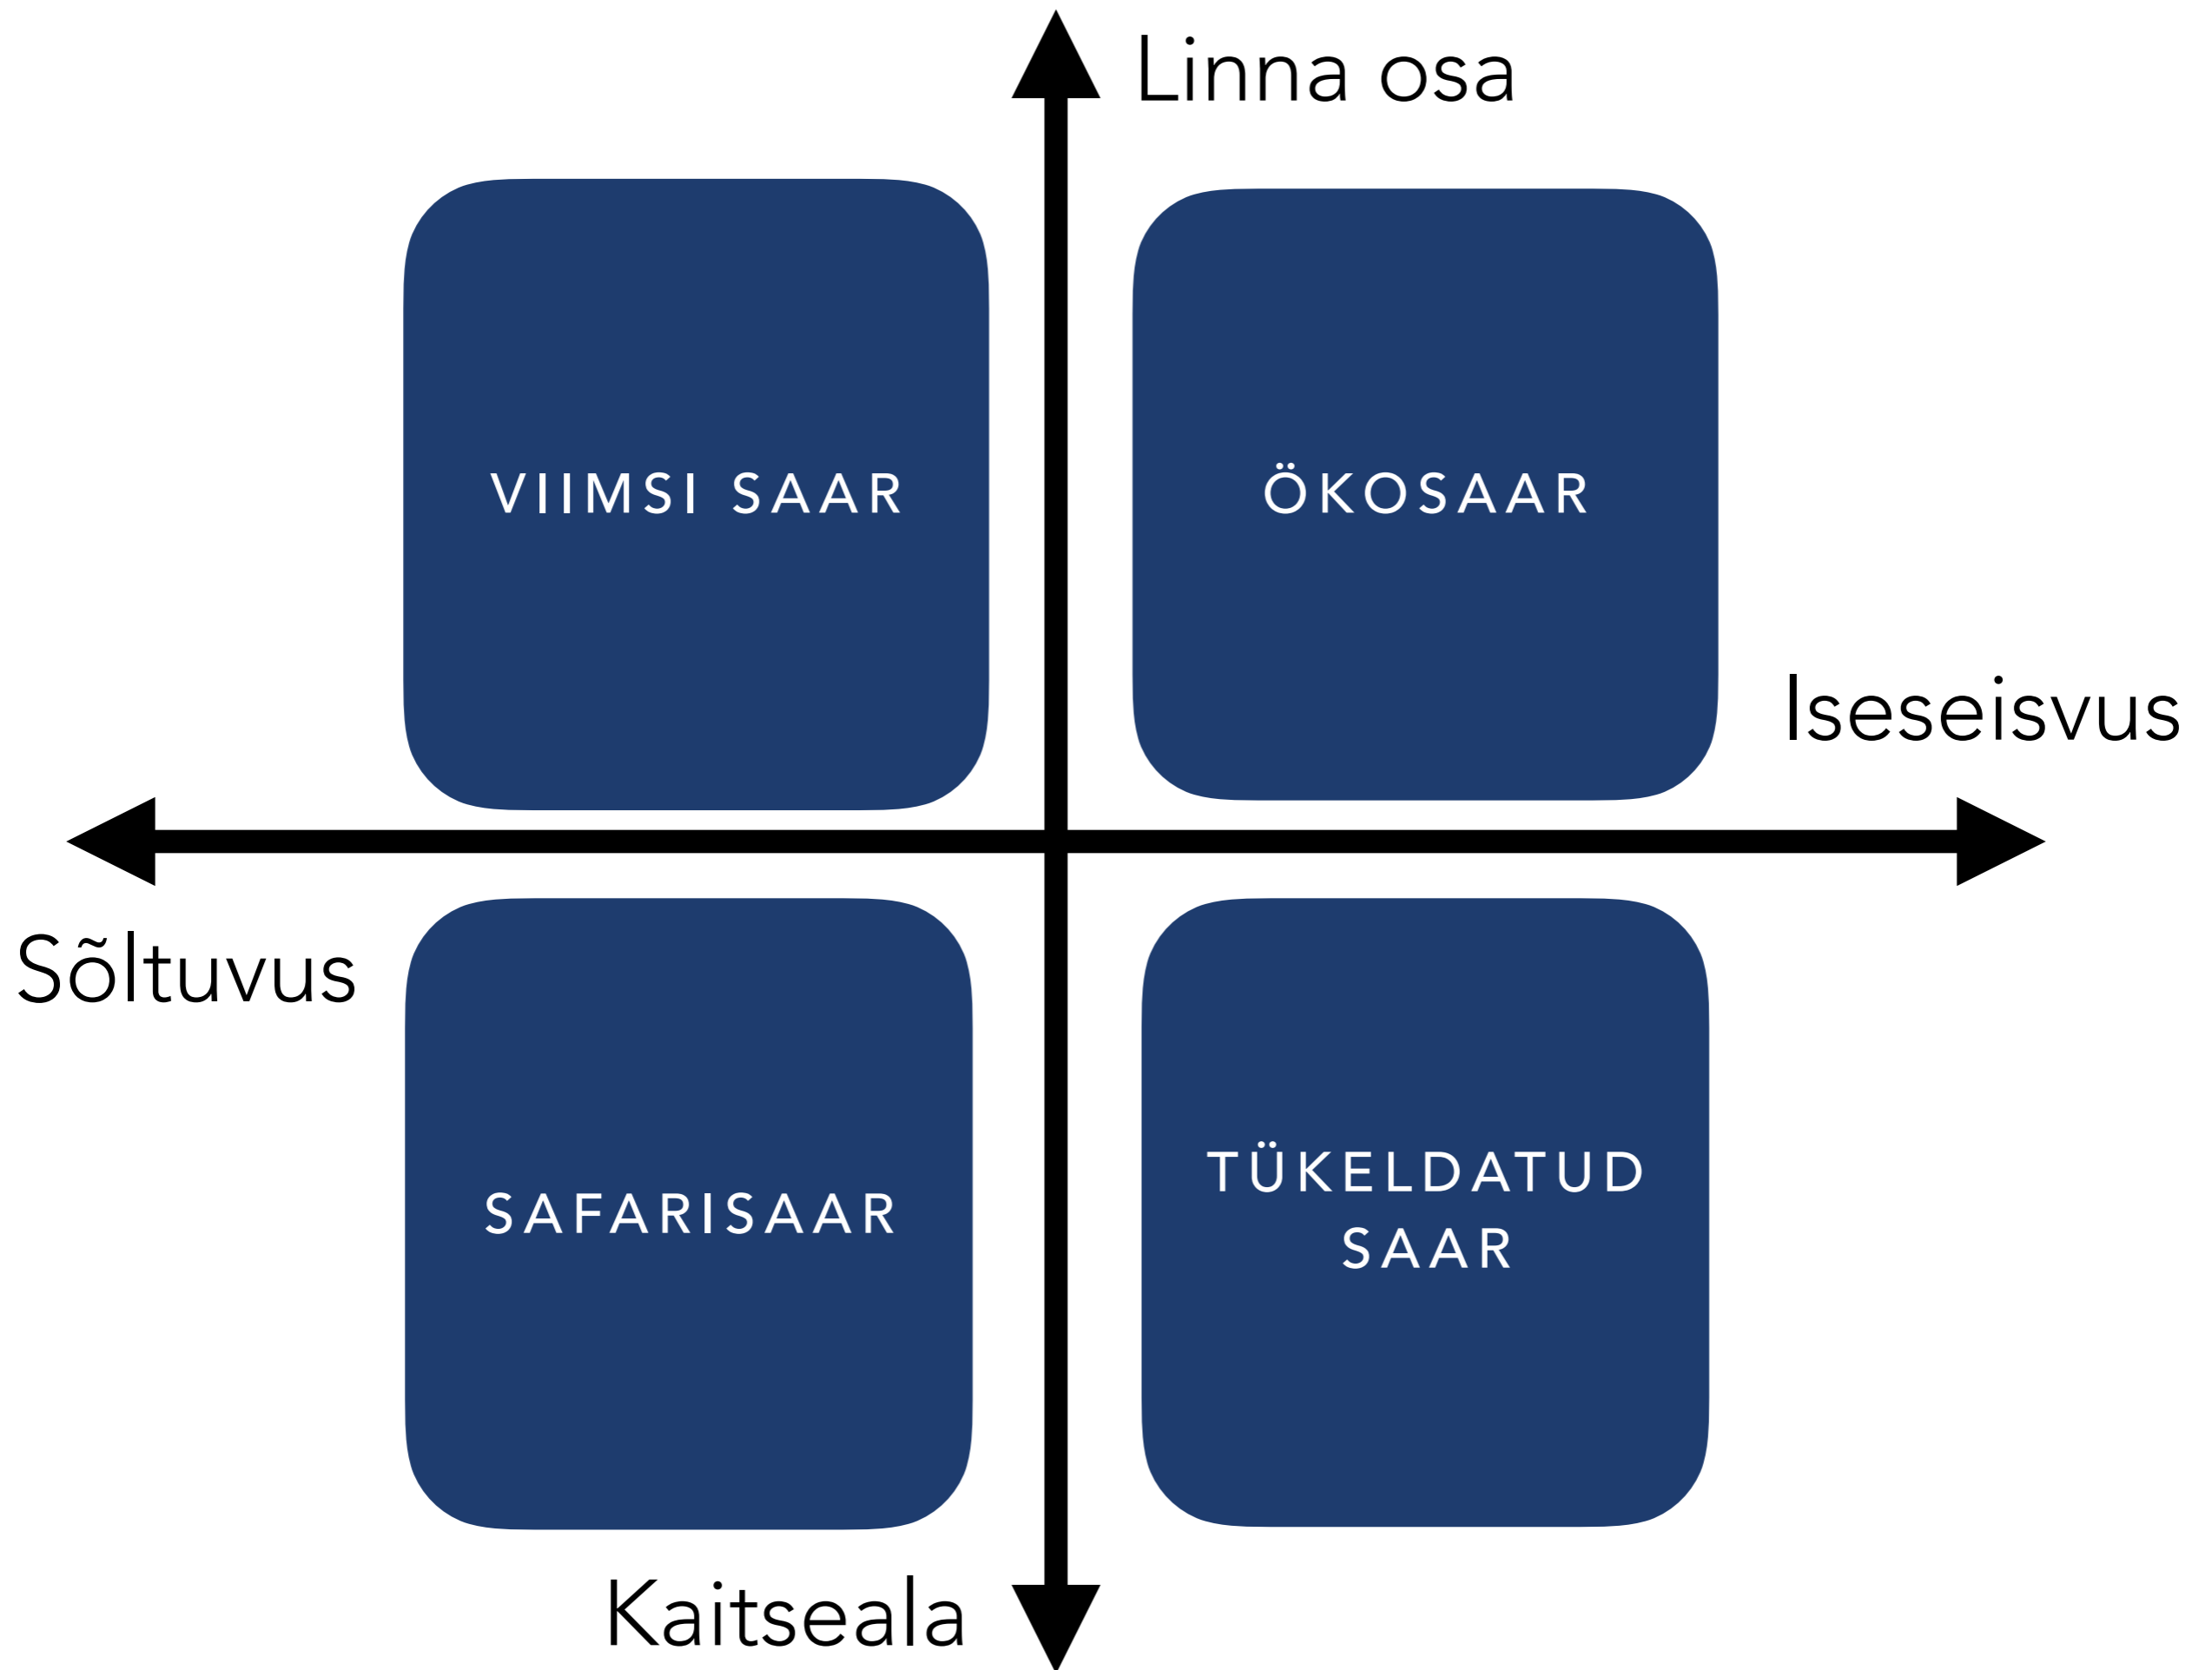 Linna osa
VIIMSI SAAR
ÖKOSAAR
Iseseisvus
Sõltuvus
SAFARISAAR
TÜKELDATUD
SAAR
Kaitseala